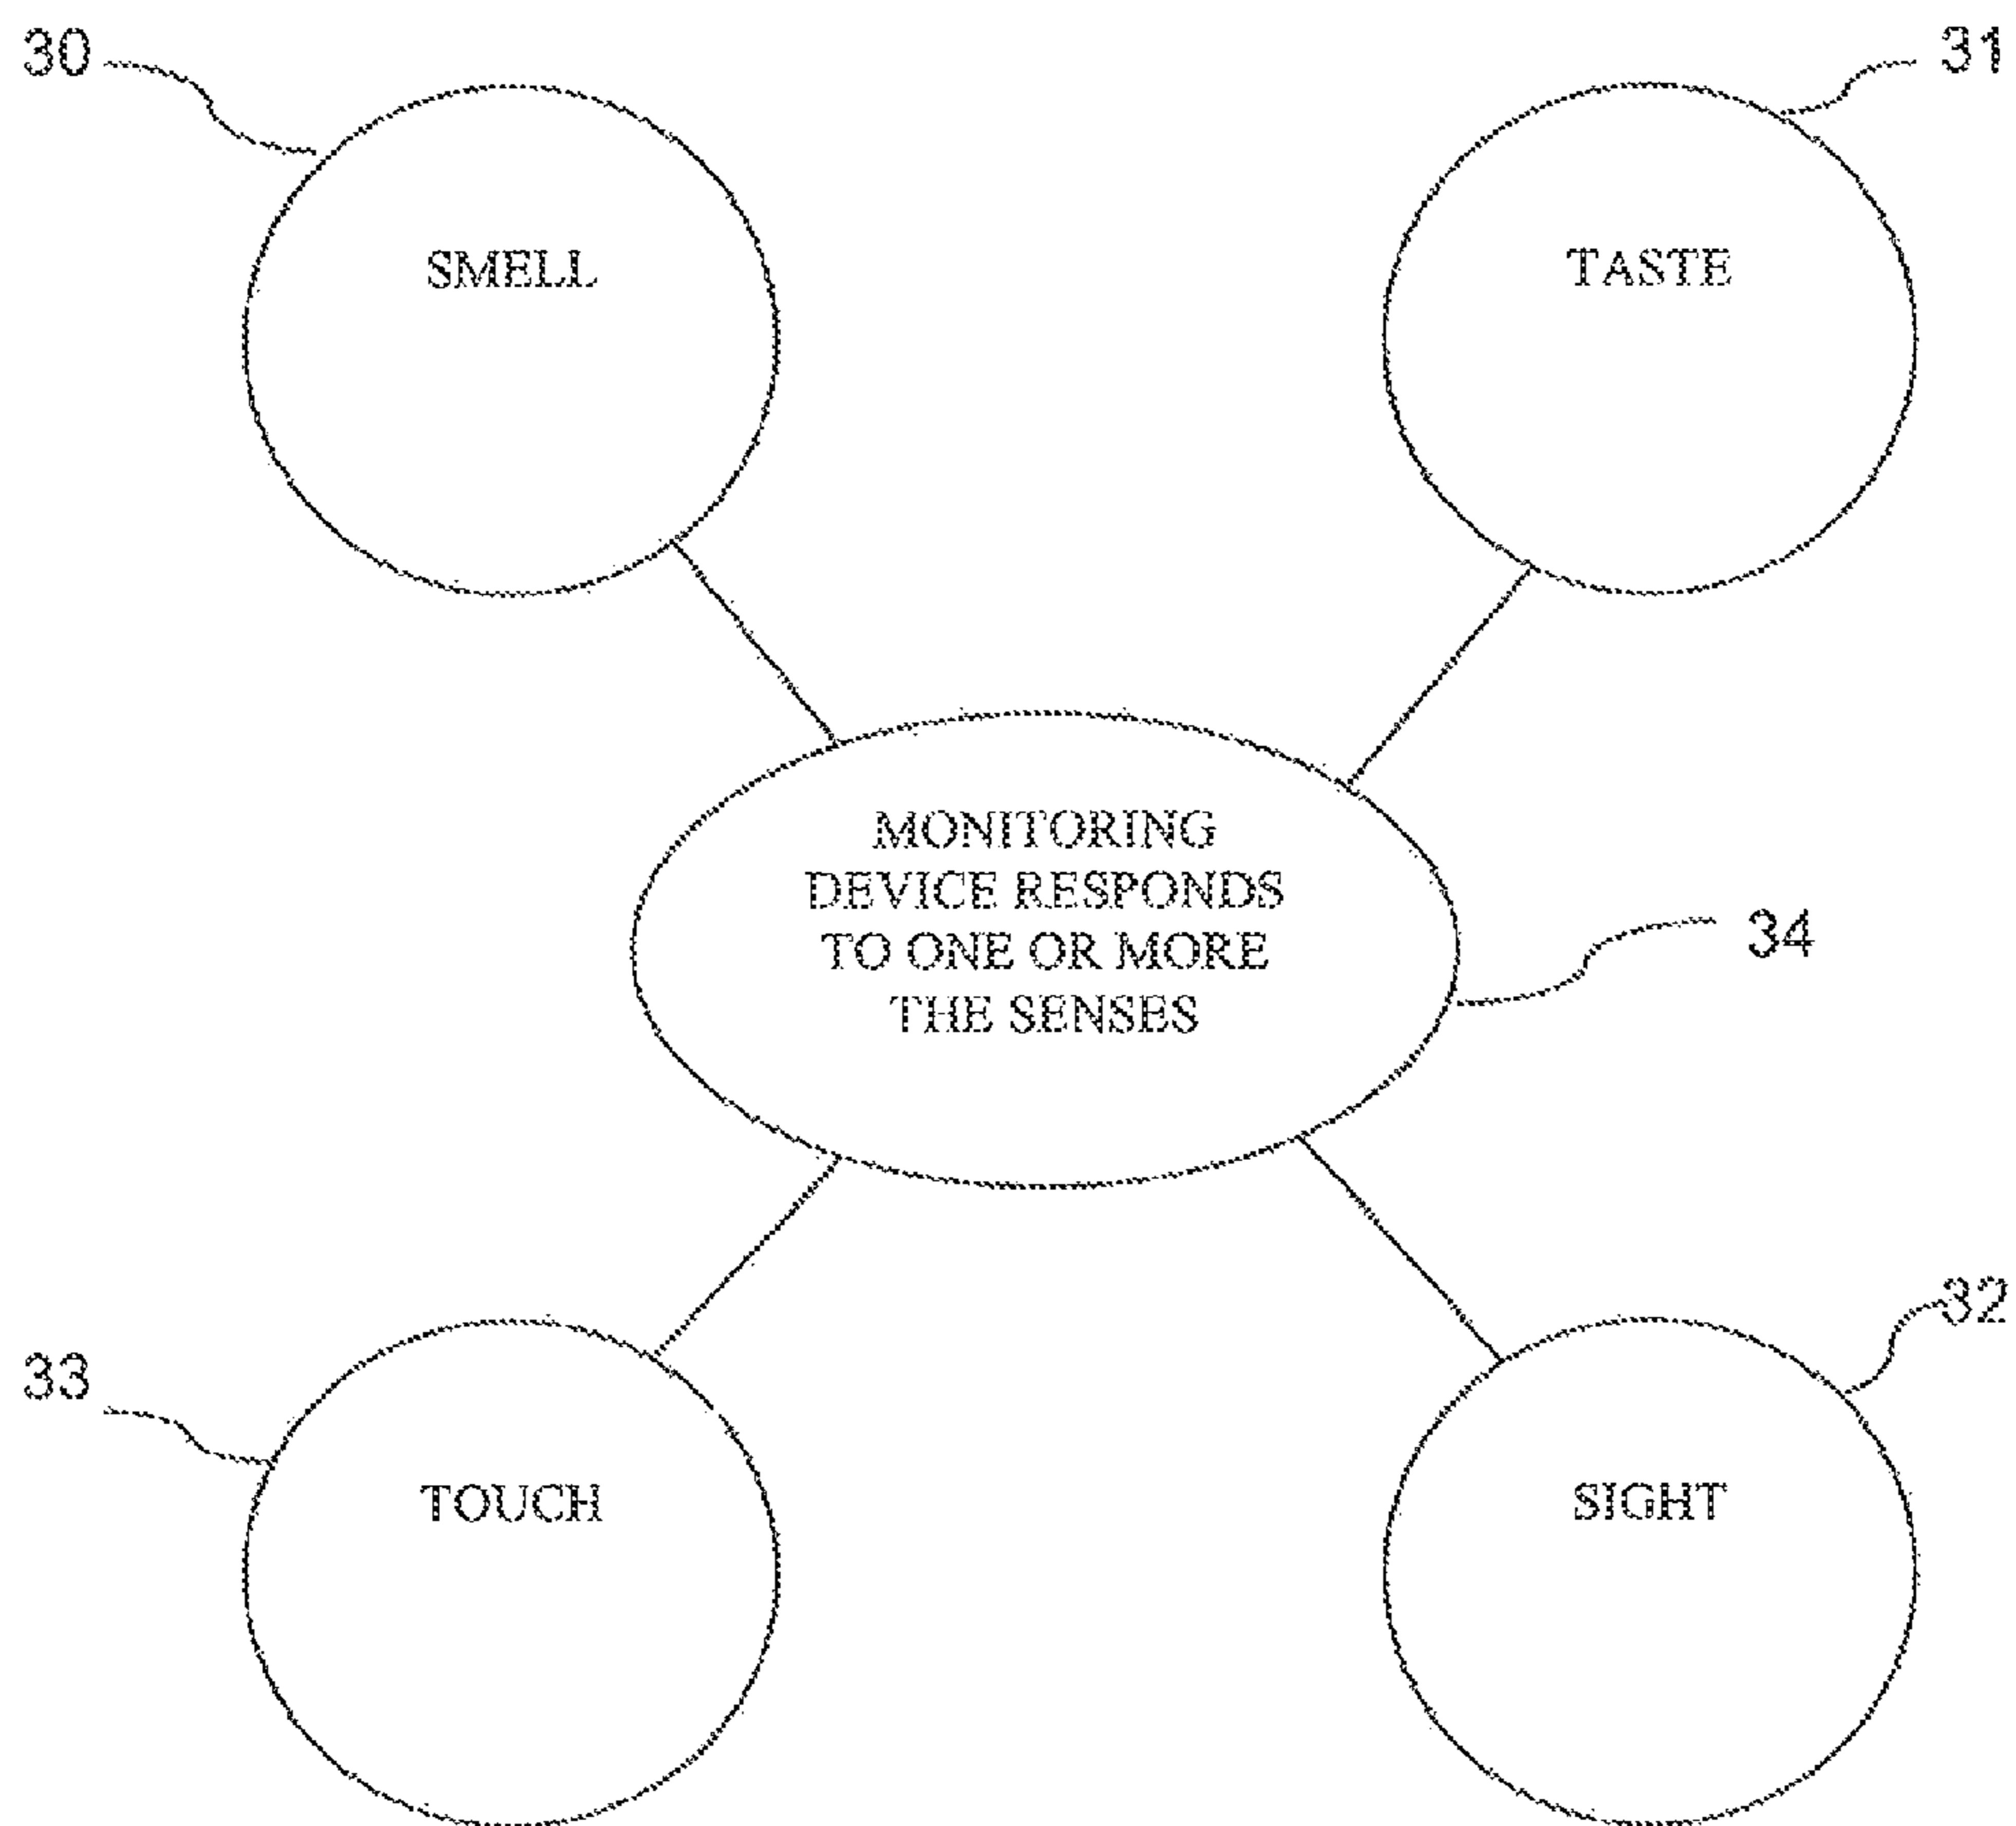 30
31
SMELL
TASTE
MONITORING
DEVICE RESPONDS
TO ONE OR MORE
THE SENSES
34
33
32
TOUCH
SIGHT